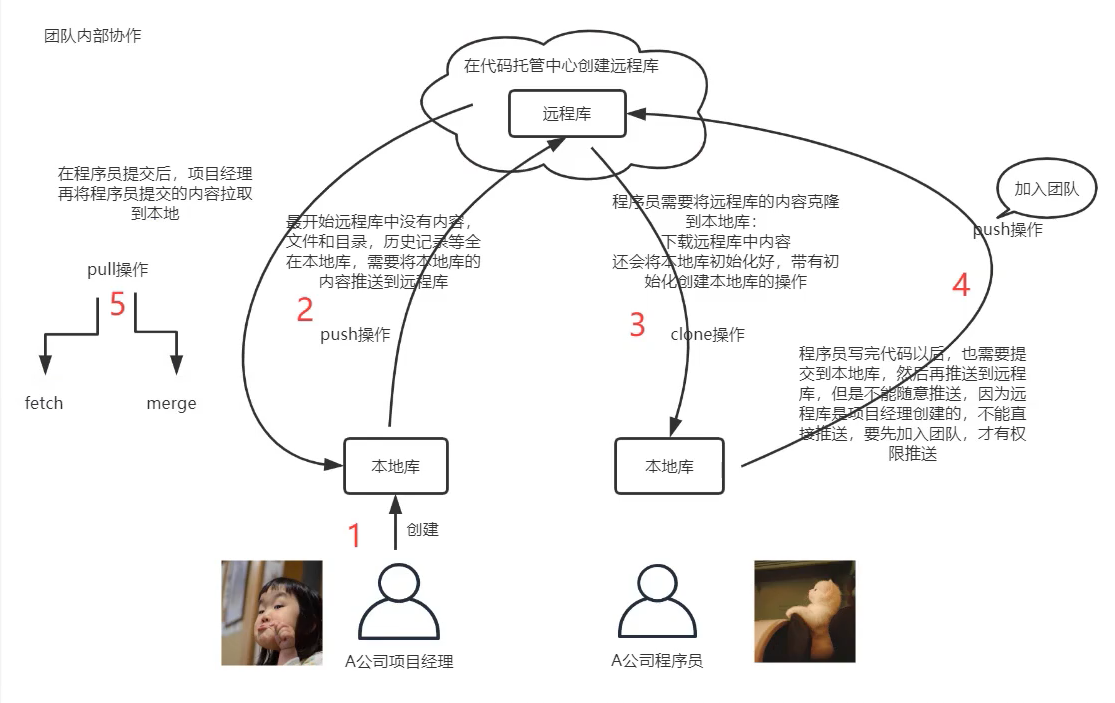 团队内部协作
在代码托管中心创建远程库
远程库
在程序员提交后，项目经理
再将程序员提交的内容拉取
到本地
pull操作
5
fetch
merge
最开始远程库中没有内容，
文件和目录，历史记录等全
在本地库，需要将本地库的
内容推送到远程库
2
push操作
程序员需要将远程库的内容克隆
到本地库：
下载远程库中内容
还会将本地库初始化好，带有初
始化创建本地库的操作
3
clone操作
加入团队
push操作
4
程序员写完代码以后，也需要提
交到本地库，然后再推送到远程
库，但是不能随意推送，因为远
程库是项目经理创建的，不能直
接推送，要先加入团队，才有权
限推送
本地库
本地库
1
创建
A公司项目经理
A公司程序员